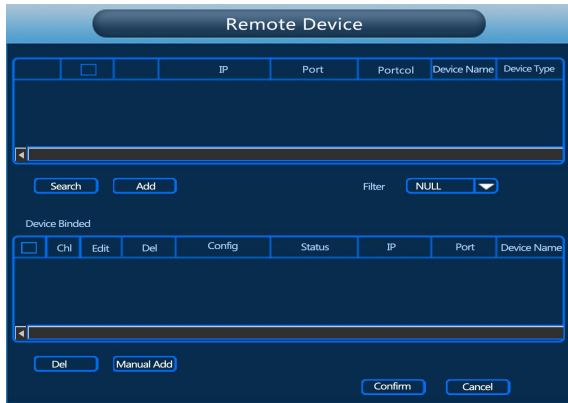 Remote Device
IP Port Portcol Device Name Device Type
Search Add Filter NULL
Device Binded
Chl Edit Del Config Status IP Port Device Name
Del Manual Add
Confirm Cancel